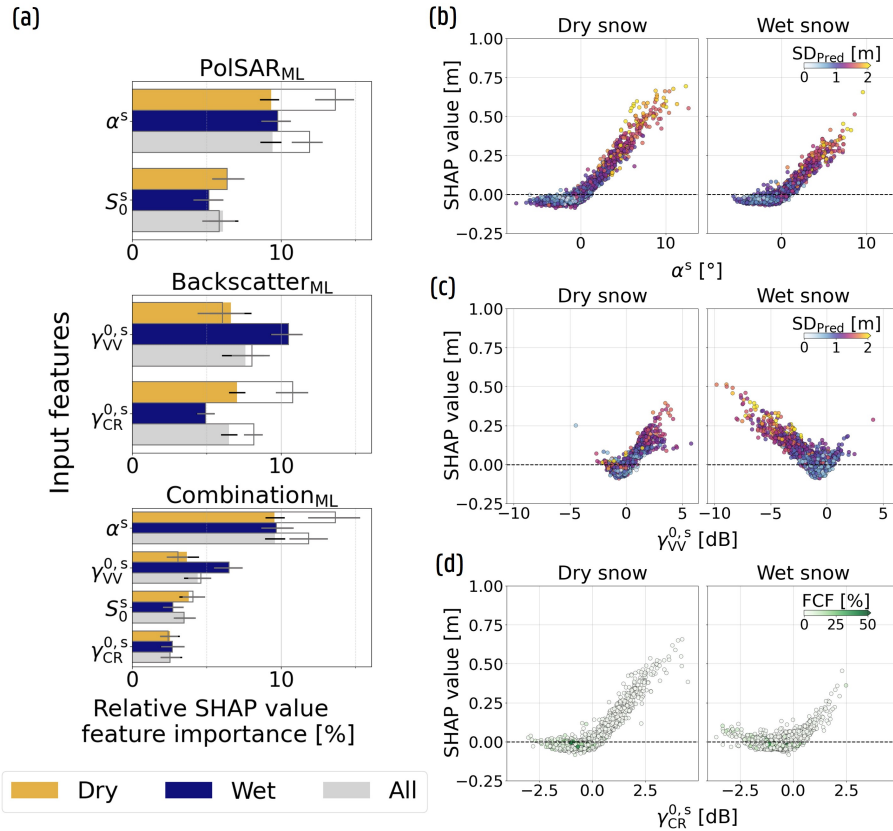 (a)
PolSAR_ML
α^s
S_0^s
0 10
Backscatter_ML
γ_VV^0,s
γ_CR^0,s
0 10
Combination_ML
α^s
γ_VV^0,s
S_0^s
γ_CR^0,s
0 10
Input features
Relative SHAP value
feature importance [%]
Dry Wet All
(b)
Dry snow Wet snow
SD_Pred [m]
0 1 2
1.00
0.75
0.50
0.25
0.00
−0.25
SHAP value [m]
0 10 0 10
α^s [°]
(c)
Dry snow Wet snow
SD_Pred [m]
0 1 2
1.00
0.75
0.50
0.25
0.00
−0.25
SHAP value [m]
−10 −5 0 5 −10 −5 0 5
γ_VV^0,s [dB]
(d)
Dry snow Wet snow
FCF [%]
0 25 50
1.00
0.75
0.50
0.25
0.00
−0.25
SHAP value [m]
−2.5 0.0 2.5 −2.5 0.0 2.5
γ_CR^0,s [dB]